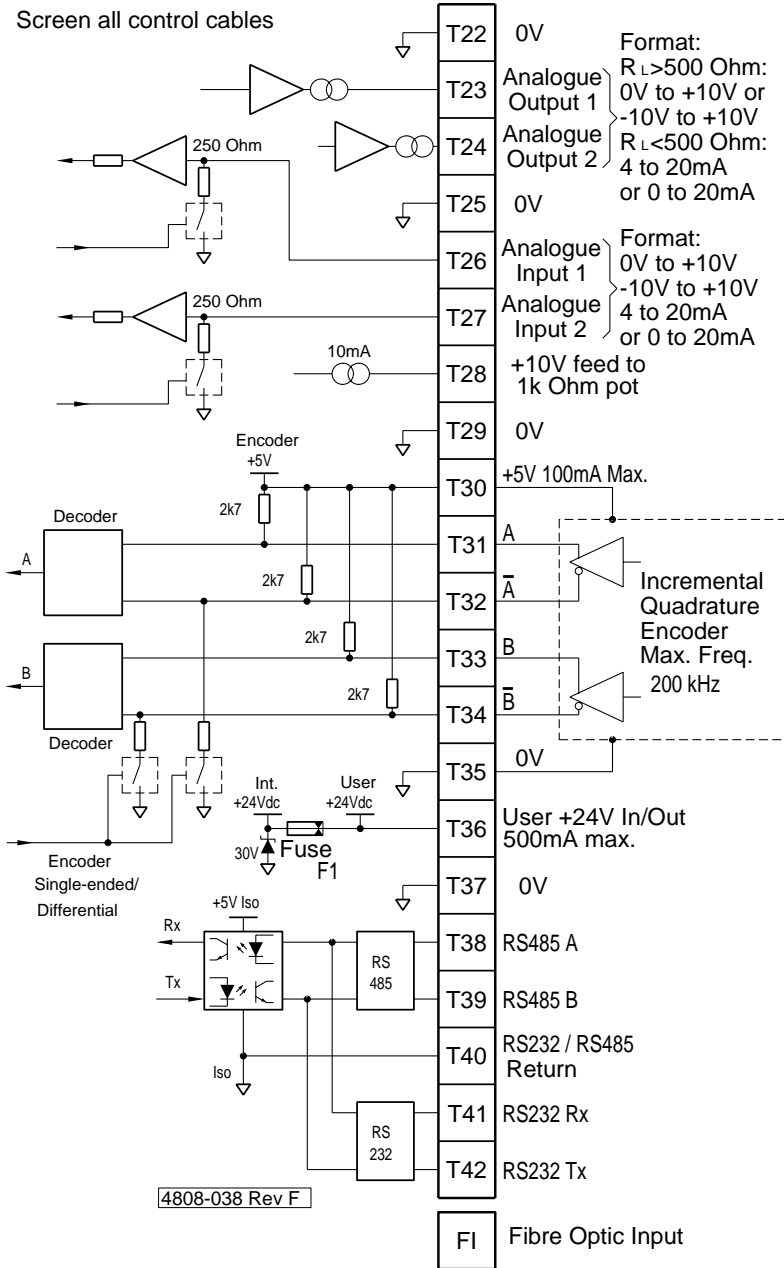 Screen all control cables
T22 0V
Format:
R L>500 Ohm:
0V to +10V or
-10V to +10V
R L<500 Ohm:
4 to 20mA
or 0 to 20mA
T23 Analogue
Output 1
T24 Analogue
Output 2
250 Ohm
T25 0V
T26 Analogue
Input 1
Format:
0V to +10V
-10V to +10V
4 to 20mA
or 0 to 20mA
250 Ohm
T27 Analogue
Input 2
10mA
T28 +10V feed to
1k Ohm pot
T29 0V
Encoder
+5V
T30 +5V 100mA Max.
Decoder
2k7
A
T31 A
2k7
T32 A̅
Incremental
Quadrature
Encoder
Max. Freq.
200 kHz
2k7
B
T33 B
2k7
T34 B̅
Decoder
T35 0V
Int.
+24Vdc
User
+24Vdc
T36 User +24V In/Out
500mA max.
30V
Fuse
F1
Encoder
Single-ended/
Differential
T37 0V
+5V Iso
Rx
RS
485
T38 RS485 A
Tx
T39 RS485 B
Iso
T40 RS232 / RS485
Return
RS
232
T41 RS232 Rx
T42 RS232 Tx
4808-038 Rev F
FI Fibre Optic Input